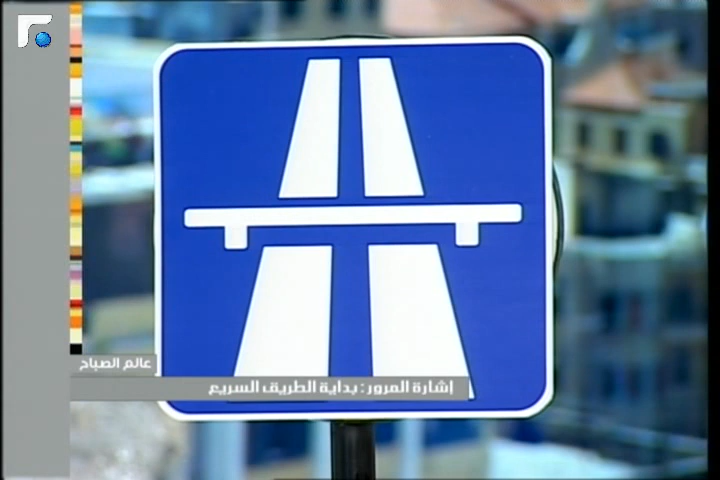 عالم الصباح
إشارة المرور : بداية الطريق السريع